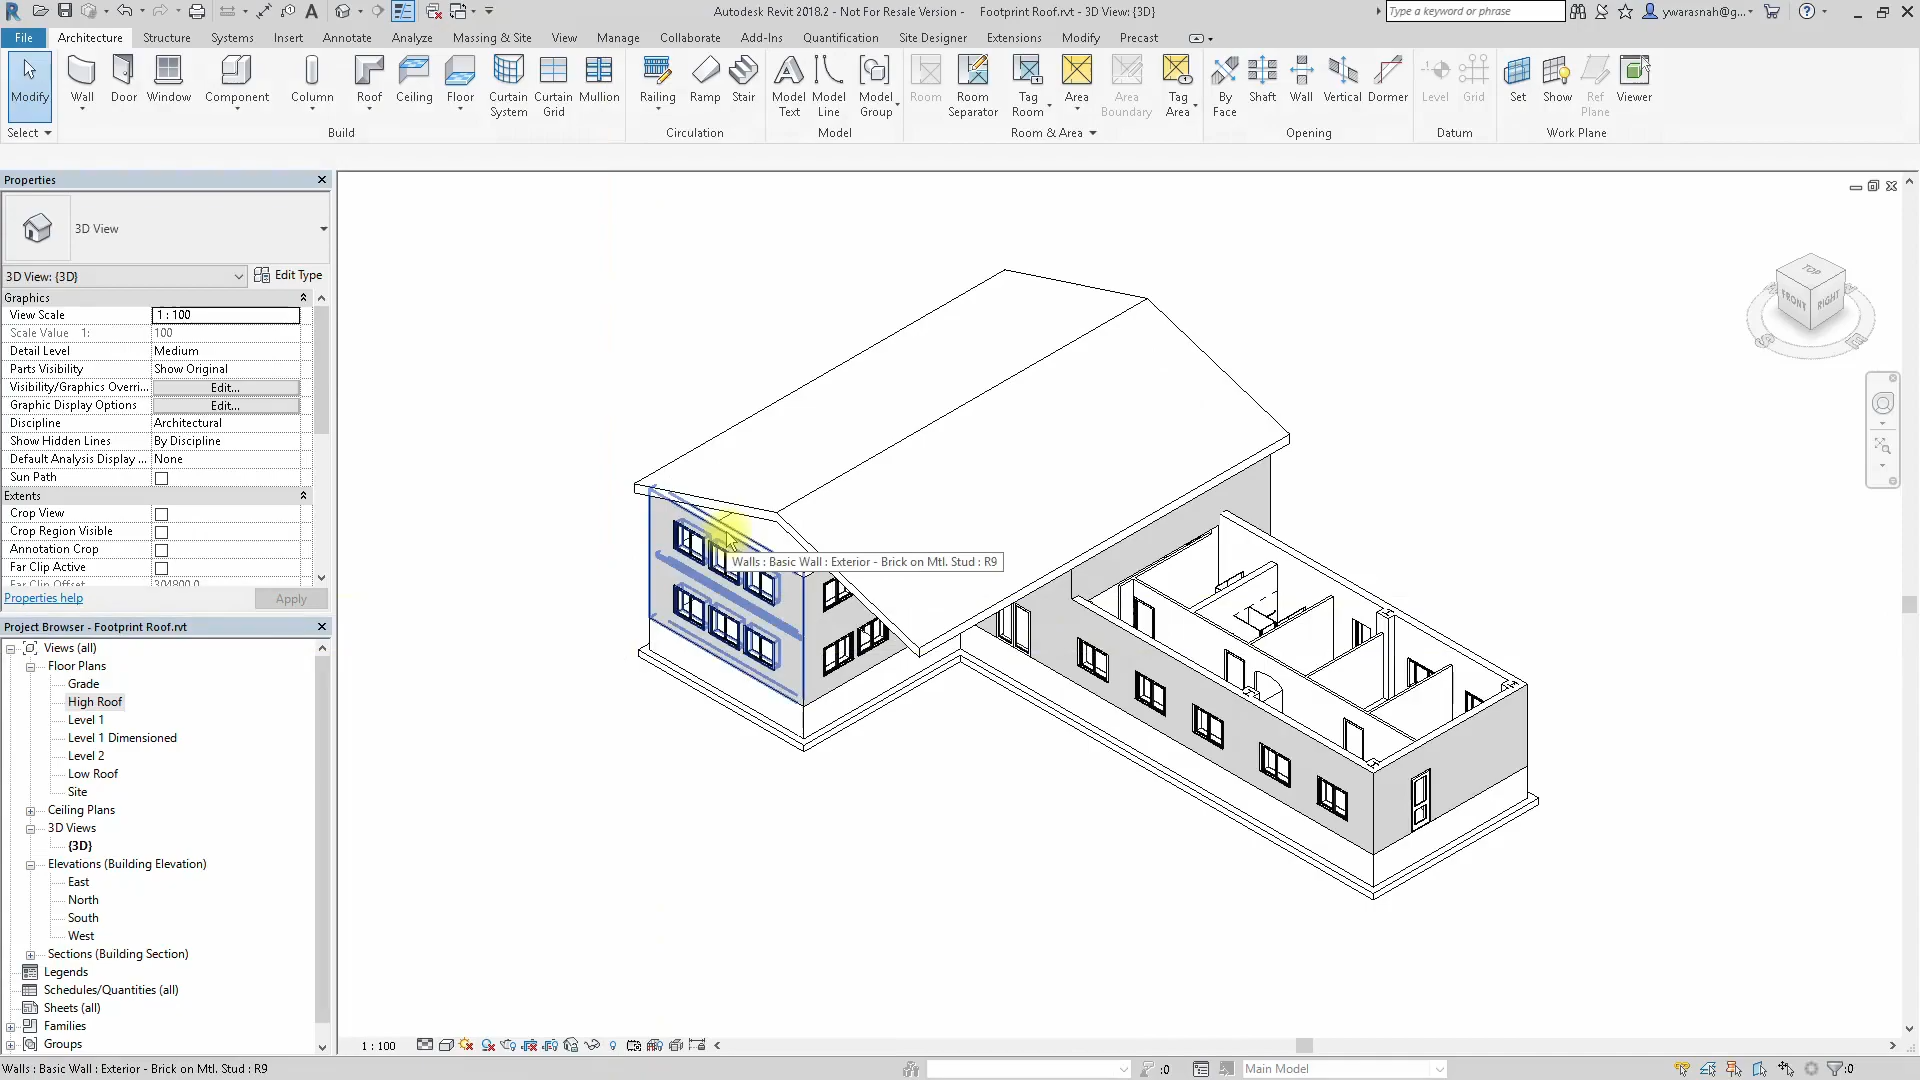 Autodesk Revit 2018.2 - Not For Resale Version - Footprint Roof.rvt - 3D View: {3D}
Type a keyword or phrase
ywarasnah@g...
File Architecture Structure Systems Insert Annotate Analyze Massing & Site View Manage Collaborate Add-Ins Quantification Site Designer Extensions Modify Precast
Modify Wall Door Window Component Column Roof Ceiling Floor Curtain System Curtain Grid Mullion Railing Ramp Stair Model Text Model Line Model Group Room Room Separator Tag Room Area Area Boundary Tag Area By Face Shaft Wall Vertical Dormer Level Grid Set Show Ref Plane Viewer
Select Build Circulation Model Room & Area Opening Datum Work Plane
Properties
3D View
3D View: {3D} Edit Type
Graphics
View Scale 1 : 100
Scale Value 1: 100
Detail Level Medium
Parts Visibility Show Original
Visibility/Graphics Overri... Edit...
Graphic Display Options Edit...
Discipline Architectural
Show Hidden Lines By Discipline
Default Analysis Display ... None
Sun Path
Extents
Crop View
Crop Region Visible
Annotation Crop
Far Clip Active
Far Clip Offset 304800.0
Properties help Apply
Project Browser - Footprint Roof.rvt
Views (all)
Floor Plans
Grade
High Roof
Level 1
Level 1 Dimensioned
Level 2
Low Roof
Site
Ceiling Plans
3D Views
{3D}
Elevations (Building Elevation)
East
North
South
West
Sections (Building Section)
Legends
Schedules/Quantities (all)
Sheets (all)
Families
Groups
Walls : Basic Wall : Exterior - Brick on Mtl. Stud : R9
TOP
FRONT RIGHT
S E
1 : 100
Walls : Basic Wall : Exterior - Brick on Mtl. Stud : R9
:0
Main Model
:0